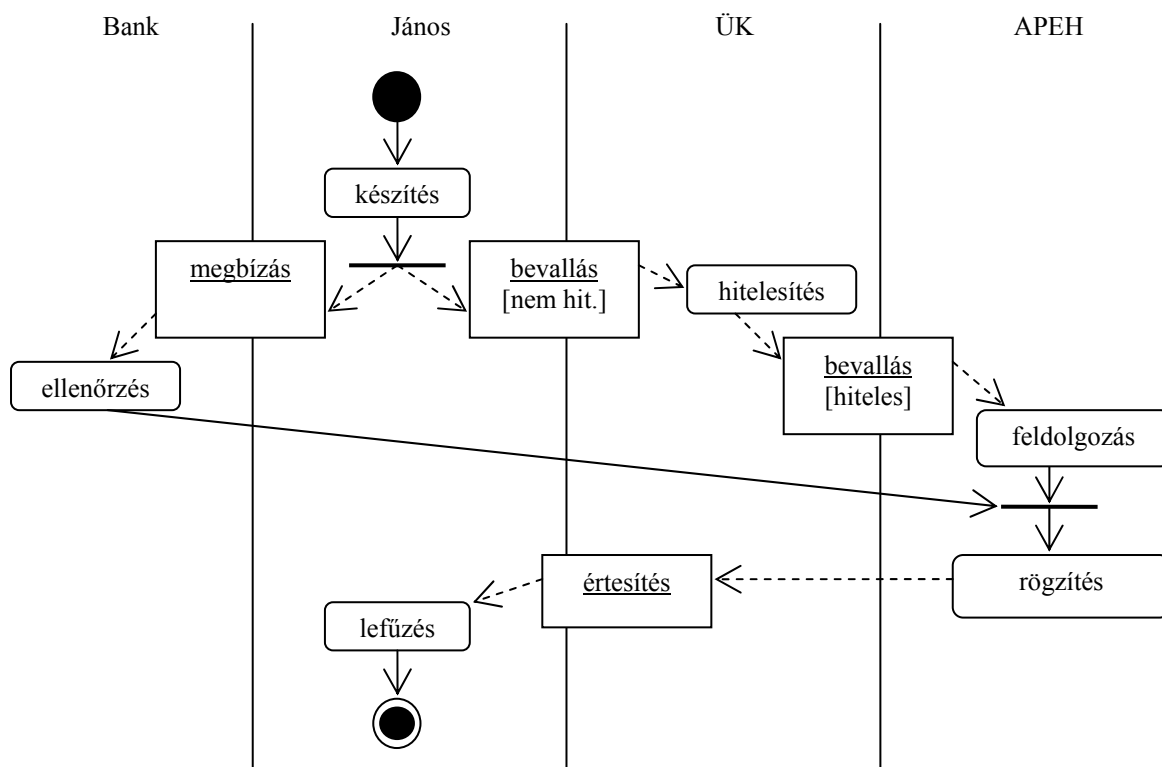 Bank
János
ÜK
APEH
készítés
megbízás
bevallás
[nem hit.]
hitelesítés
ellenőrzés
bevallás
[hiteles]
feldolgozás
értesítés
rögzítés
lefűzés